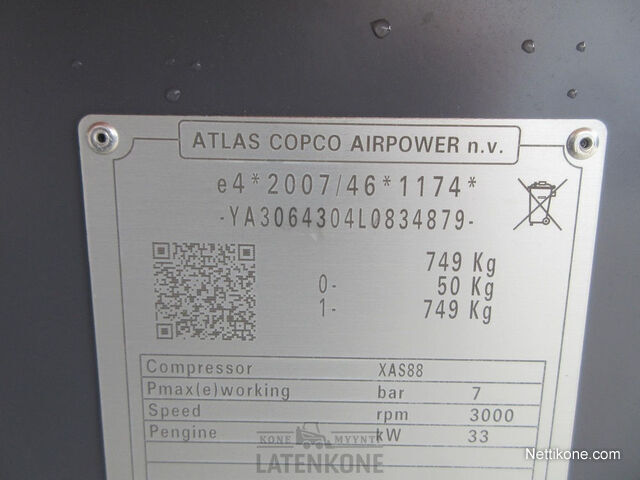 ATLAS COPCO AIRPOWER n.v.
e4*2007/46*1174*
-YA3064304L0834879-
749 Kg
0- 50 Kg
1- 749 Kg
Compressor XAS88
Pmax(e)working bar 7
Speed rpm 3000
Pengine kW 33
KONE MYYNTI
LATENKONE
Nettikone.com